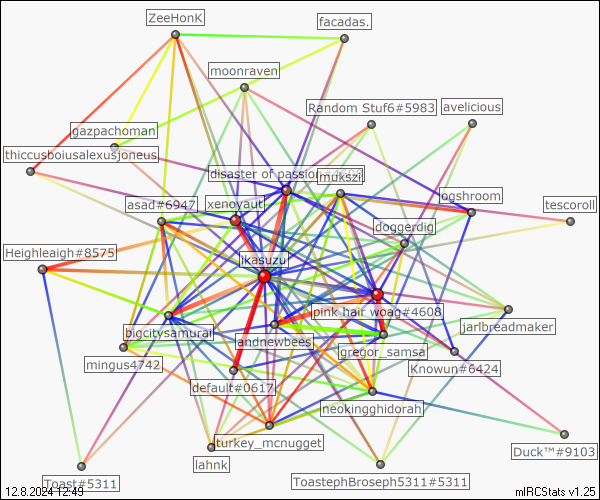 ZeeHonK
facadas.
moonraven
Random Stuf6#5983
avelicious
gazpachoman
thiccusboiusalexusjoneus
disaster of passion
mukszi
asad#6947
xenoyaut
ogshroom
tescoroll
doggerdig
Heighleigh#8575
ikasuzu
pink hair woag#4608
bigcitysamurai
andnewbees
jarlbreadmaker
gregor_samsa
mingus4742
Knowun#6424
default#0617
neokingghidorah
turkey_mcnugget
Duck™#9103
lahnk
Toast#5311
ToastephBroseph5311#5311
12.8.2024 12:49
mIRCStats v1.25